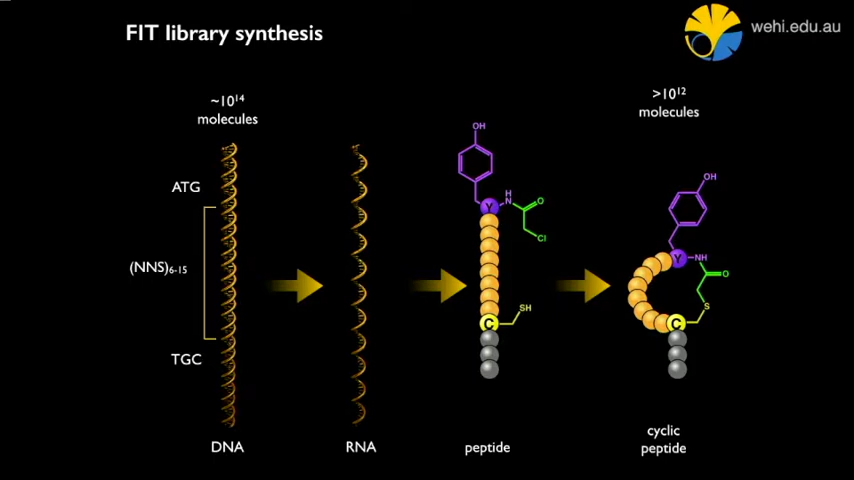 FIT library synthesis
wehi.edu.au
~10¹⁴
molecules
>10¹²
molecules
ATG
(NNS)₆₋₁₅
TGC
OH
Y
H
N
O
Cl
C
SH
OH
Y
NH
O
S
C
DNA
RNA
peptide
cyclic
peptide